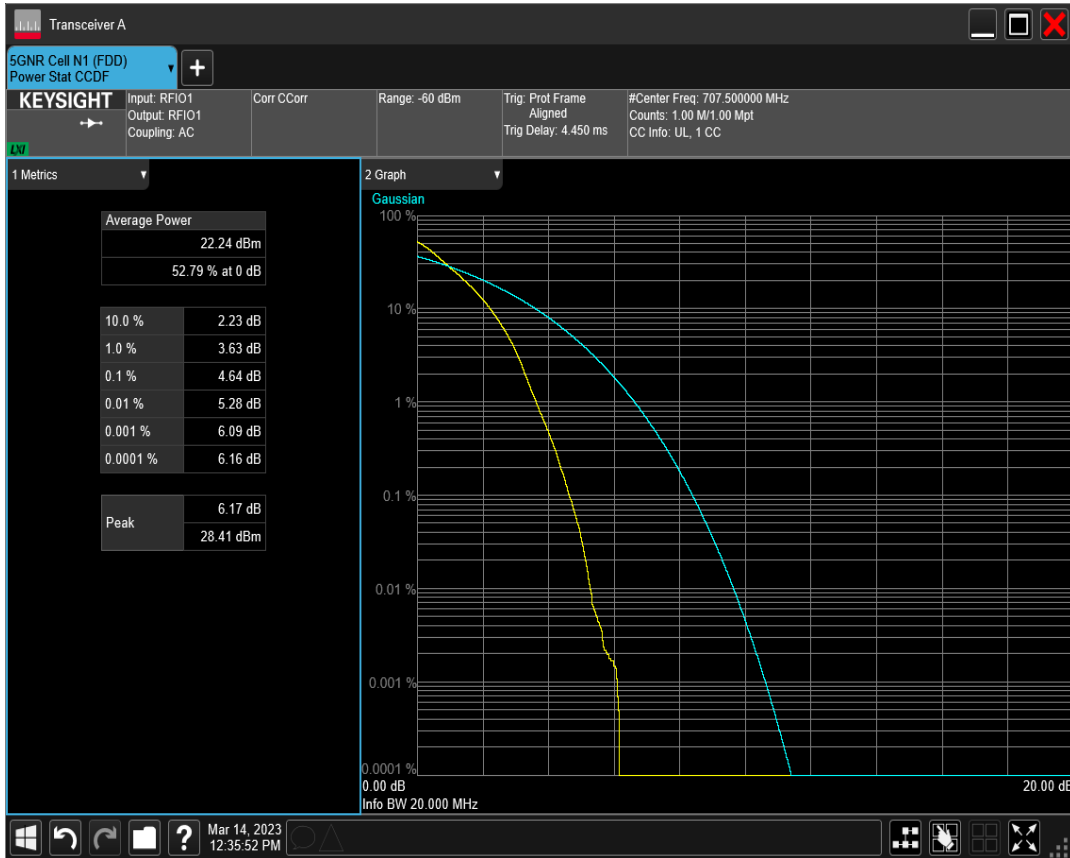 Transceiver A
5GNR Cell N1 (FDD)
Power Stat CCDF
+
KEYSIGHT
LXI
Input: RFIO1
Output: RFIO1
Coupling: AC
Corr CCorr
Range: -60 dBm
Trig: Prot Frame
Aligned
Trig Delay: 4.450 ms
#Center Freq: 707.500000 MHz
Counts: 1.00 M/1.00 Mpt
CC Info: UL, 1 CC
1 Metrics
Average Power
22.24 dBm
52.79 % at 0 dB
10.0 % 2.23 dB
1.0 % 3.63 dB
0.1 % 4.64 dB
0.01 % 5.28 dB
0.001 % 6.09 dB
0.0001 % 6.16 dB
Peak 6.17 dB
28.41 dBm
2 Graph
Gaussian
100 %
10 %
1 %
0.1 %
0.01 %
0.001 %
0.0001 %
0.00 dB 20.00 dB
Info BW 20.000 MHz
?
Mar 14, 2023
12:35:52 PM